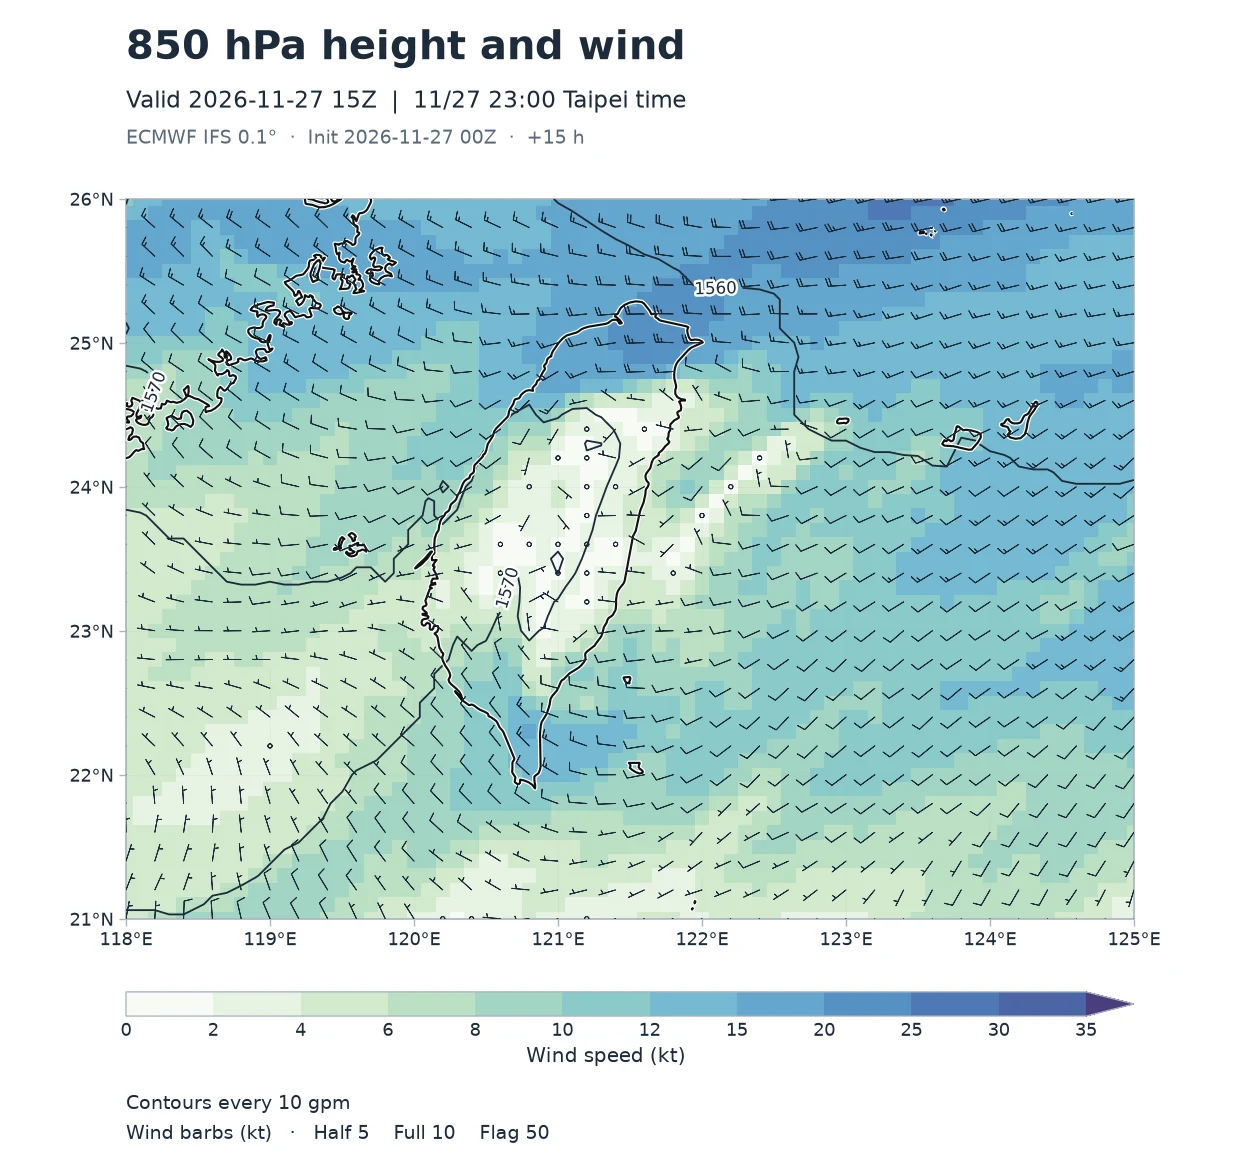 850 hPa height and wind
Valid 2026-11-27 15Z | 11/27 23:00 Taipei time
ECMWF IFS 0.1° · Init 2026-11-27 00Z · +15 h
26°N
1560
25°N
1570
24°N
1570
23°N
22°N
21°N
118°E 119°E 120°E 121°E 122°E 123°E 124°E 125°E
0 2 4 6 8 10 12 15 20 25 30 35
Wind speed (kt)
Contours every 10 gpm
Wind barbs (kt) · Half 5 Full 10 Flag 50